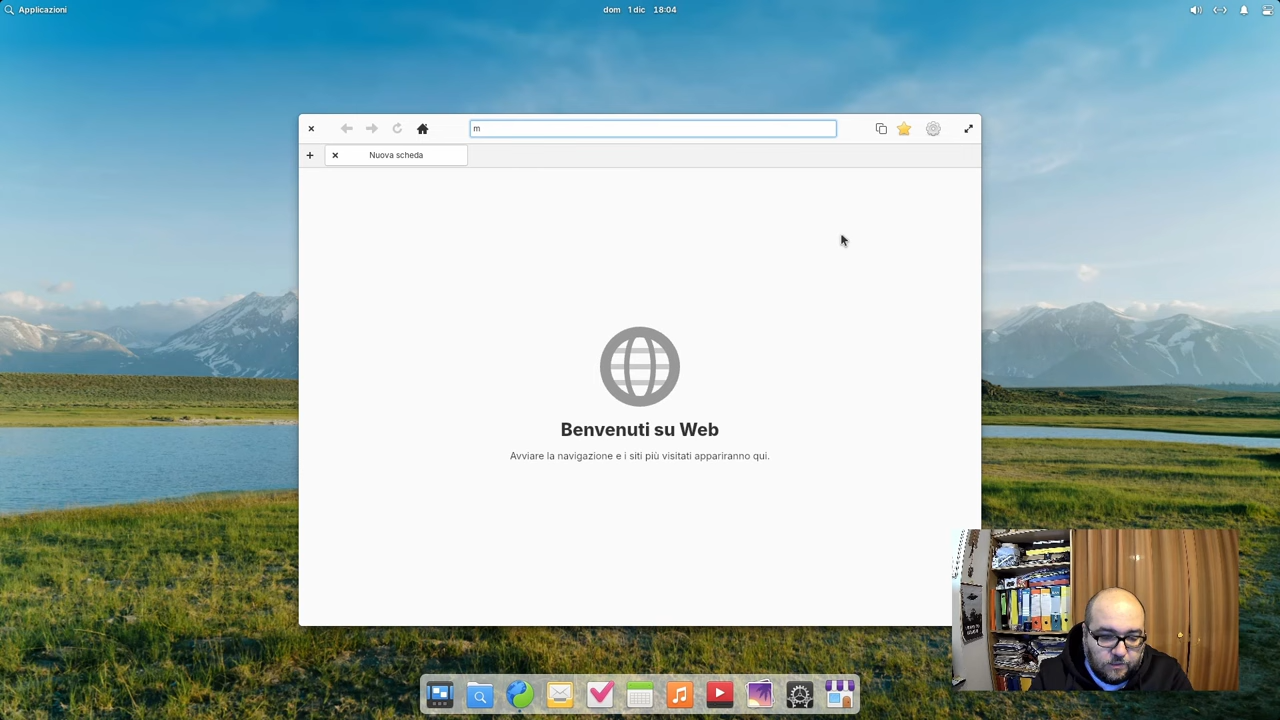 Applicazioni
dom 1 dic 18:04
m
Nuova scheda
Benvenuti su Web
Avviare la navigazione e i siti più visitati appariranno qui.